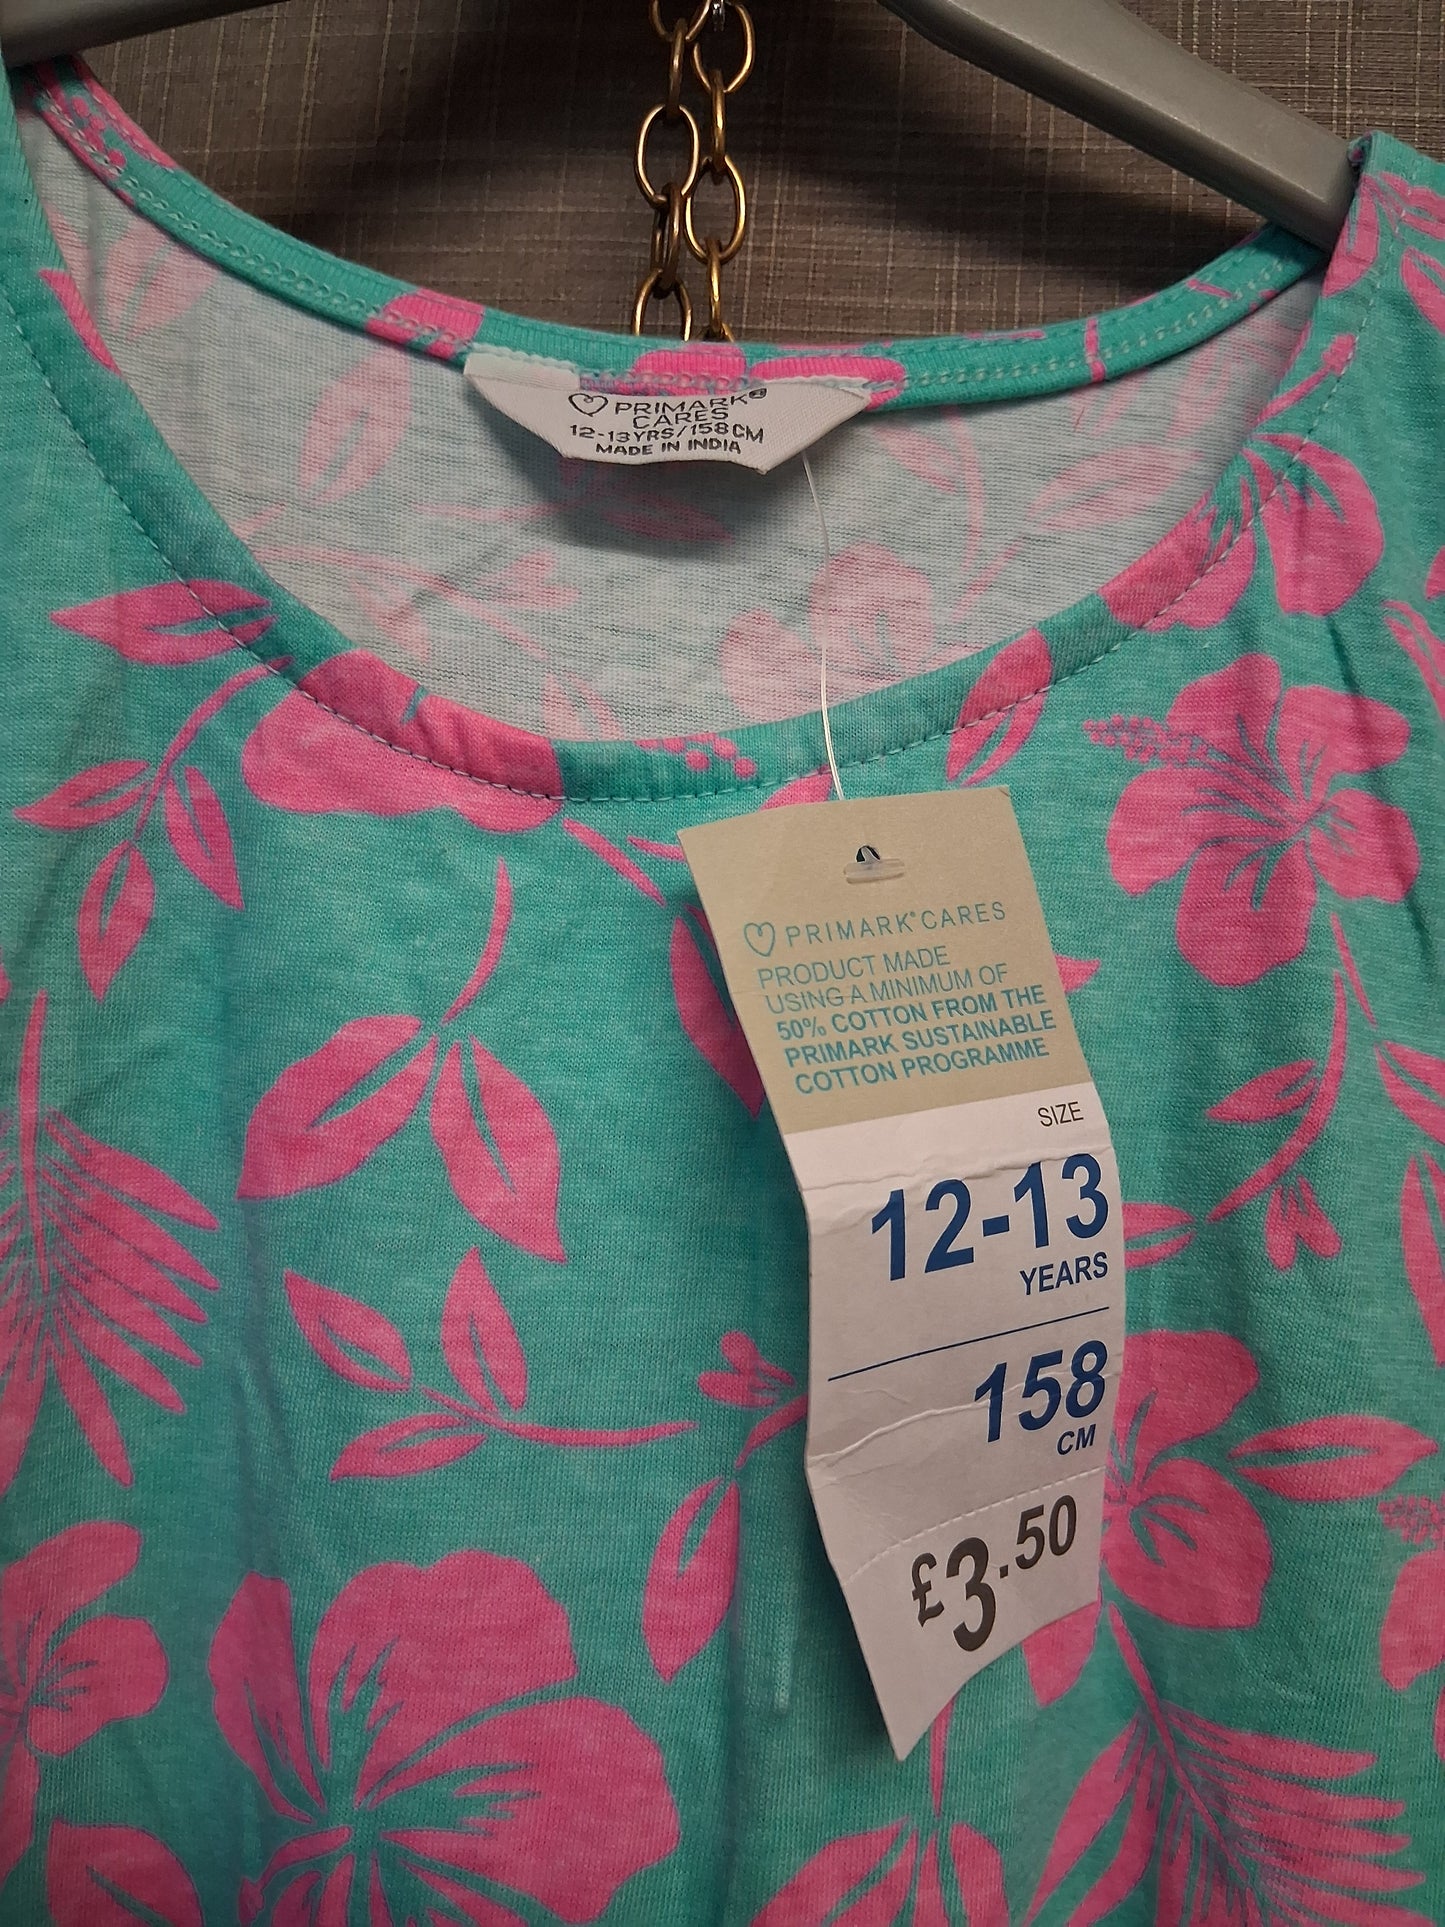 PRIMARK®
CARES
12-13YRS/158CM
MADE IN INDIA
PRIMARK®CARES
PRODUCT MADE
USING A MINIMUM OF
50% COTTON FROM THE
PRIMARK SUSTAINABLE
COTTON PROGRAMME
SIZE
12-13
YEARS
158
CM
£3.50